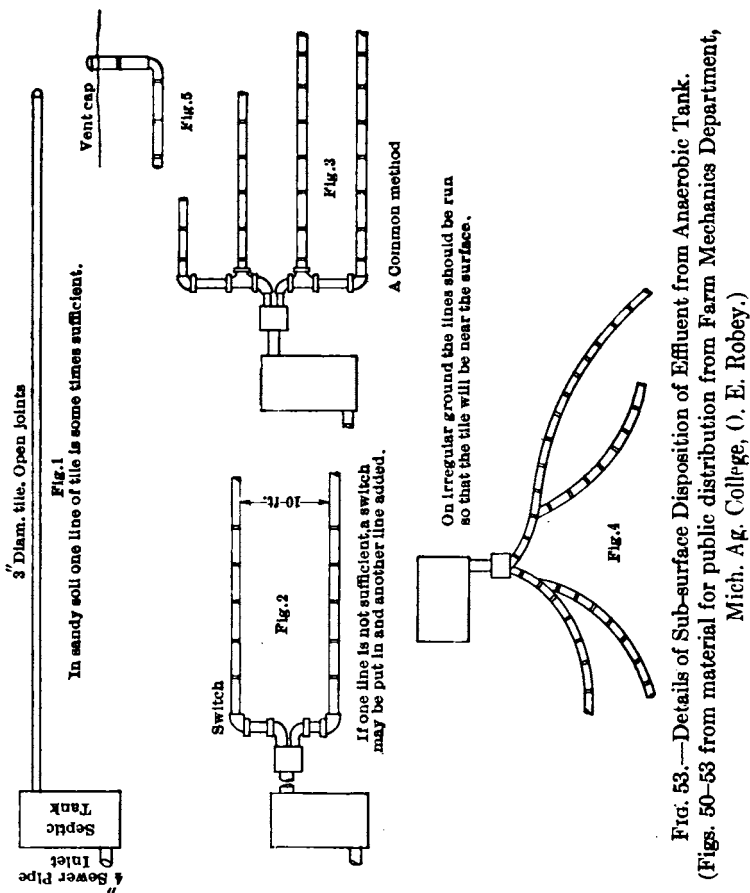 3″ Diam. tile. Open joints
Vent cap
Septic
Tank
4″ Sewer Pipe
Inlet
Fig.1
In sandy soil one line of tile is some times sufficient.
Fig.5
Switch
10-ft.
Fig.2
If one line is not sufficient,a switch
may be put in and another line added.
Fig.3
A Common method
On irregular ground the lines should be run
so that the tile will be near the surface.
Fig.4
FIG. 53.—Details of Sub-surface Disposition of Effluent from Anaerobic Tank.
(Figs. 50–53 from material for public distribution from Farm Mechanics Department,
Mich. Ag. College, O. E. Robey.)